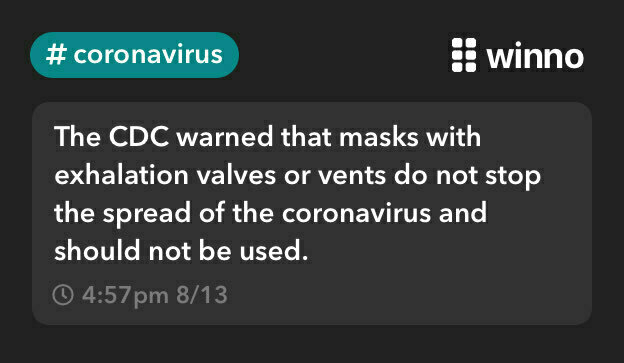 # coronavirus
winno
The CDC warned that masks with
exhalation valves or vents do not stop
the spread of the coronavirus and
should not be used.
4:57pm 8/13